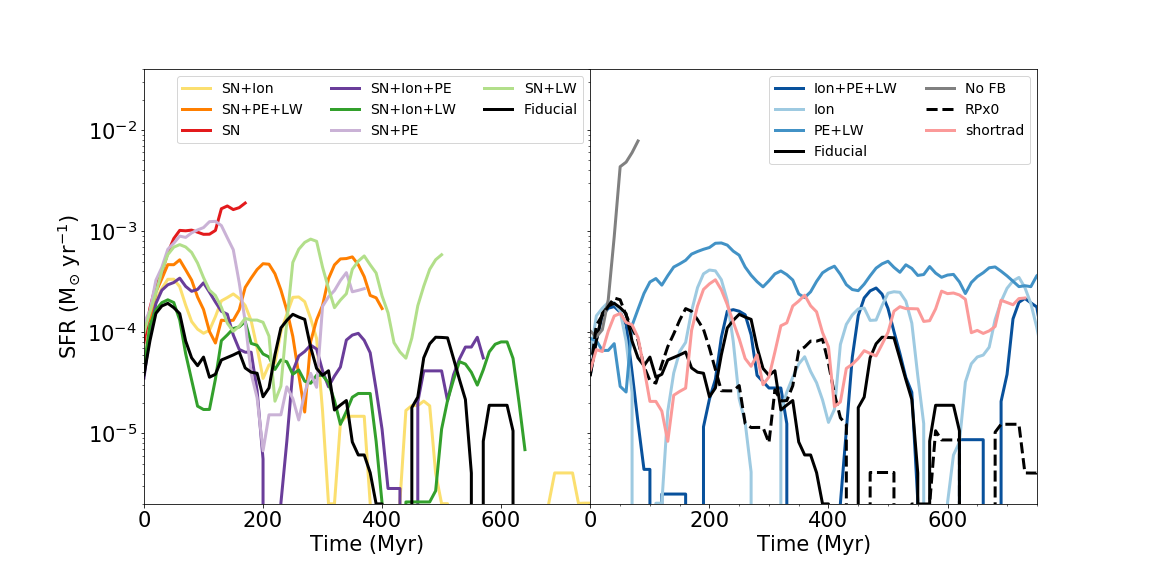 SN+Ion
SN+PE+LW
SN
SN+Ion+PE
SN+Ion+LW
SN+PE
SN+LW
Fiducial
Ion+PE+LW
Ion
PE+LW
Fiducial
No FB
RPx0
shortrad
SFR (M☉ yr⁻¹)
10⁻²
10⁻³
10⁻⁴
10⁻⁵
0 200 400 600
0 200 400 600
Time (Myr)
Time (Myr)